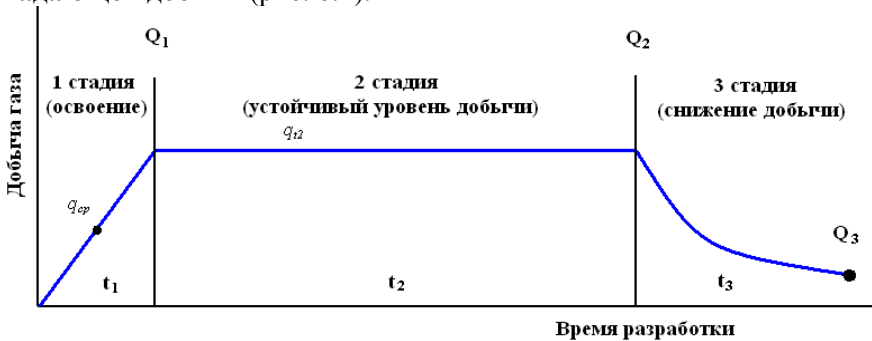 Q1
Q2
1 стадия
(освоение)
2 стадия
(устойчивый уровень добычи)
3 стадия
(снижение добычи)
Добыча газа
qt2
qср
Q3
t1
t2
t3
Время разработки